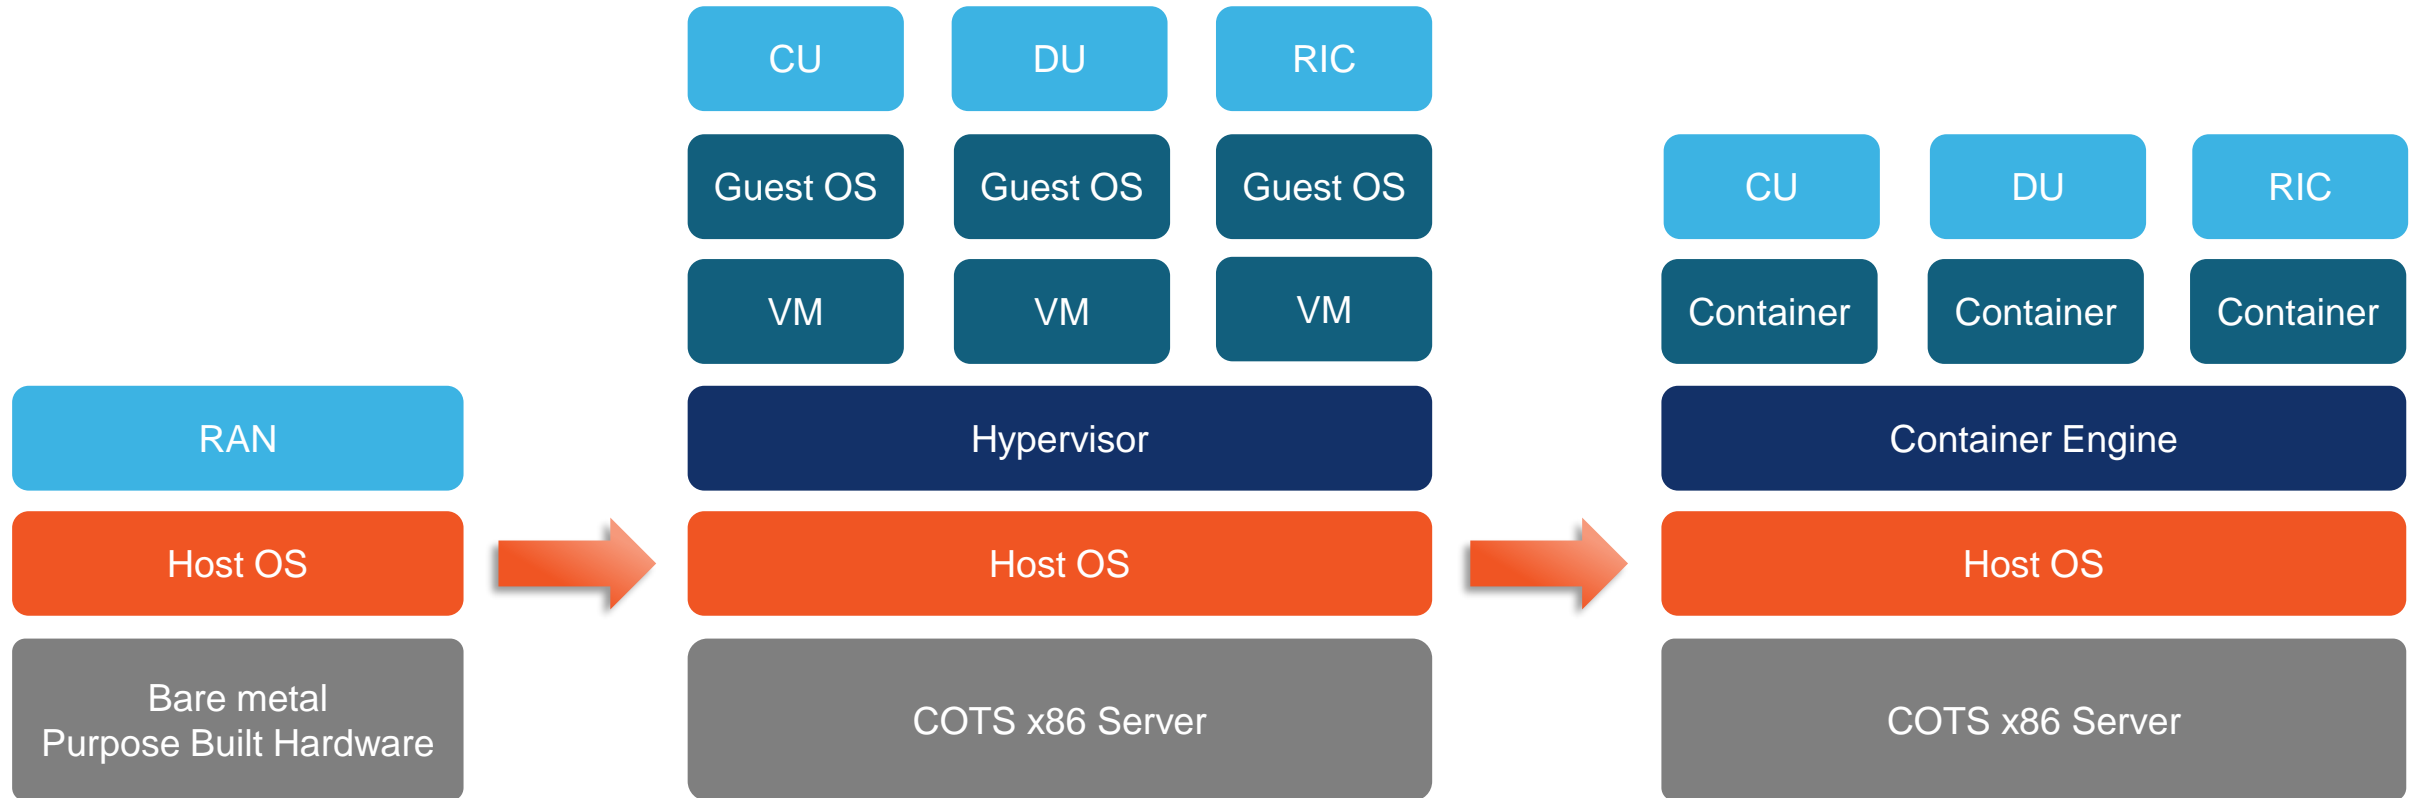 CU
DU
RIC
Guest OS
Guest OS
Guest OS
CU
DU
RIC
VM
VM
VM
Container
Container
Container
RAN
Hypervisor
Container Engine
Host OS
Host OS
Host OS
Bare metal
Purpose Built Hardware
COTS x86 Server
COTS x86 Server